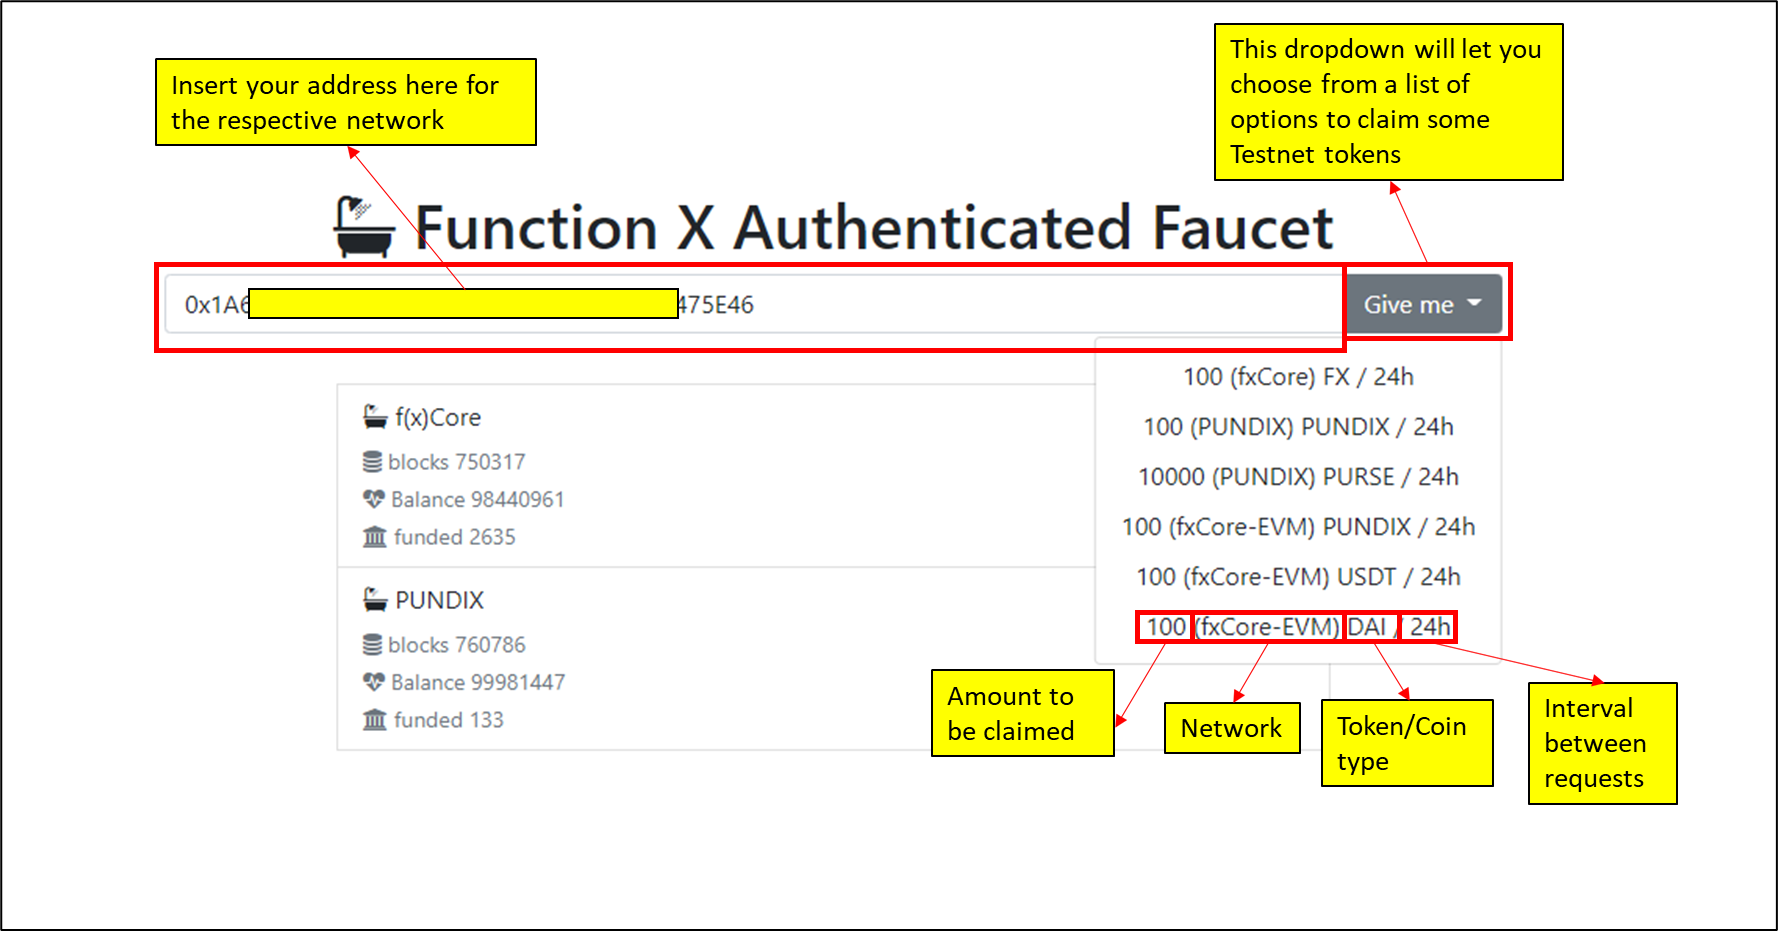 Insert your address here for
the respective network
This dropdown will let you
choose from a list of
options to claim some
Testnet tokens
Function X Authenticated Faucet
0x1A6 475E46
Give me
100 (fxCore) FX / 24h
100 (PUNDIX) PUNDIX / 24h
10000 (PUNDIX) PURSE / 24h
100 (fxCore-EVM) PUNDIX / 24h
100 (fxCore-EVM) USDT / 24h
100 (fxCore-EVM) DAI / 24h
f(x)Core
blocks 750317
Balance 98440961
funded 2635
PUNDIX
blocks 760786
Balance 99981447
funded 133
Amount to
be claimed
Network
Token/Coin
type
Interval
between
requests